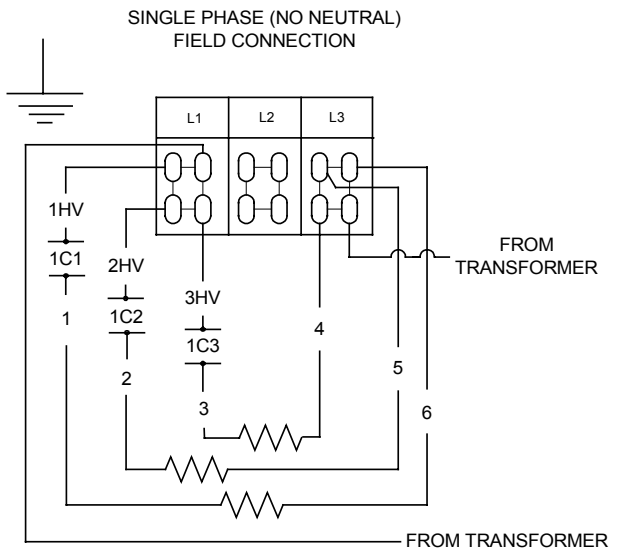 SINGLE PHASE (NO NEUTRAL)
FIELD CONNECTION
L1
L2
L3
1HV
1C1
1
2HV
1C2
2
3HV
1C3
3
4
5
6
FROM
TRANSFORMER
FROM TRANSFORMER